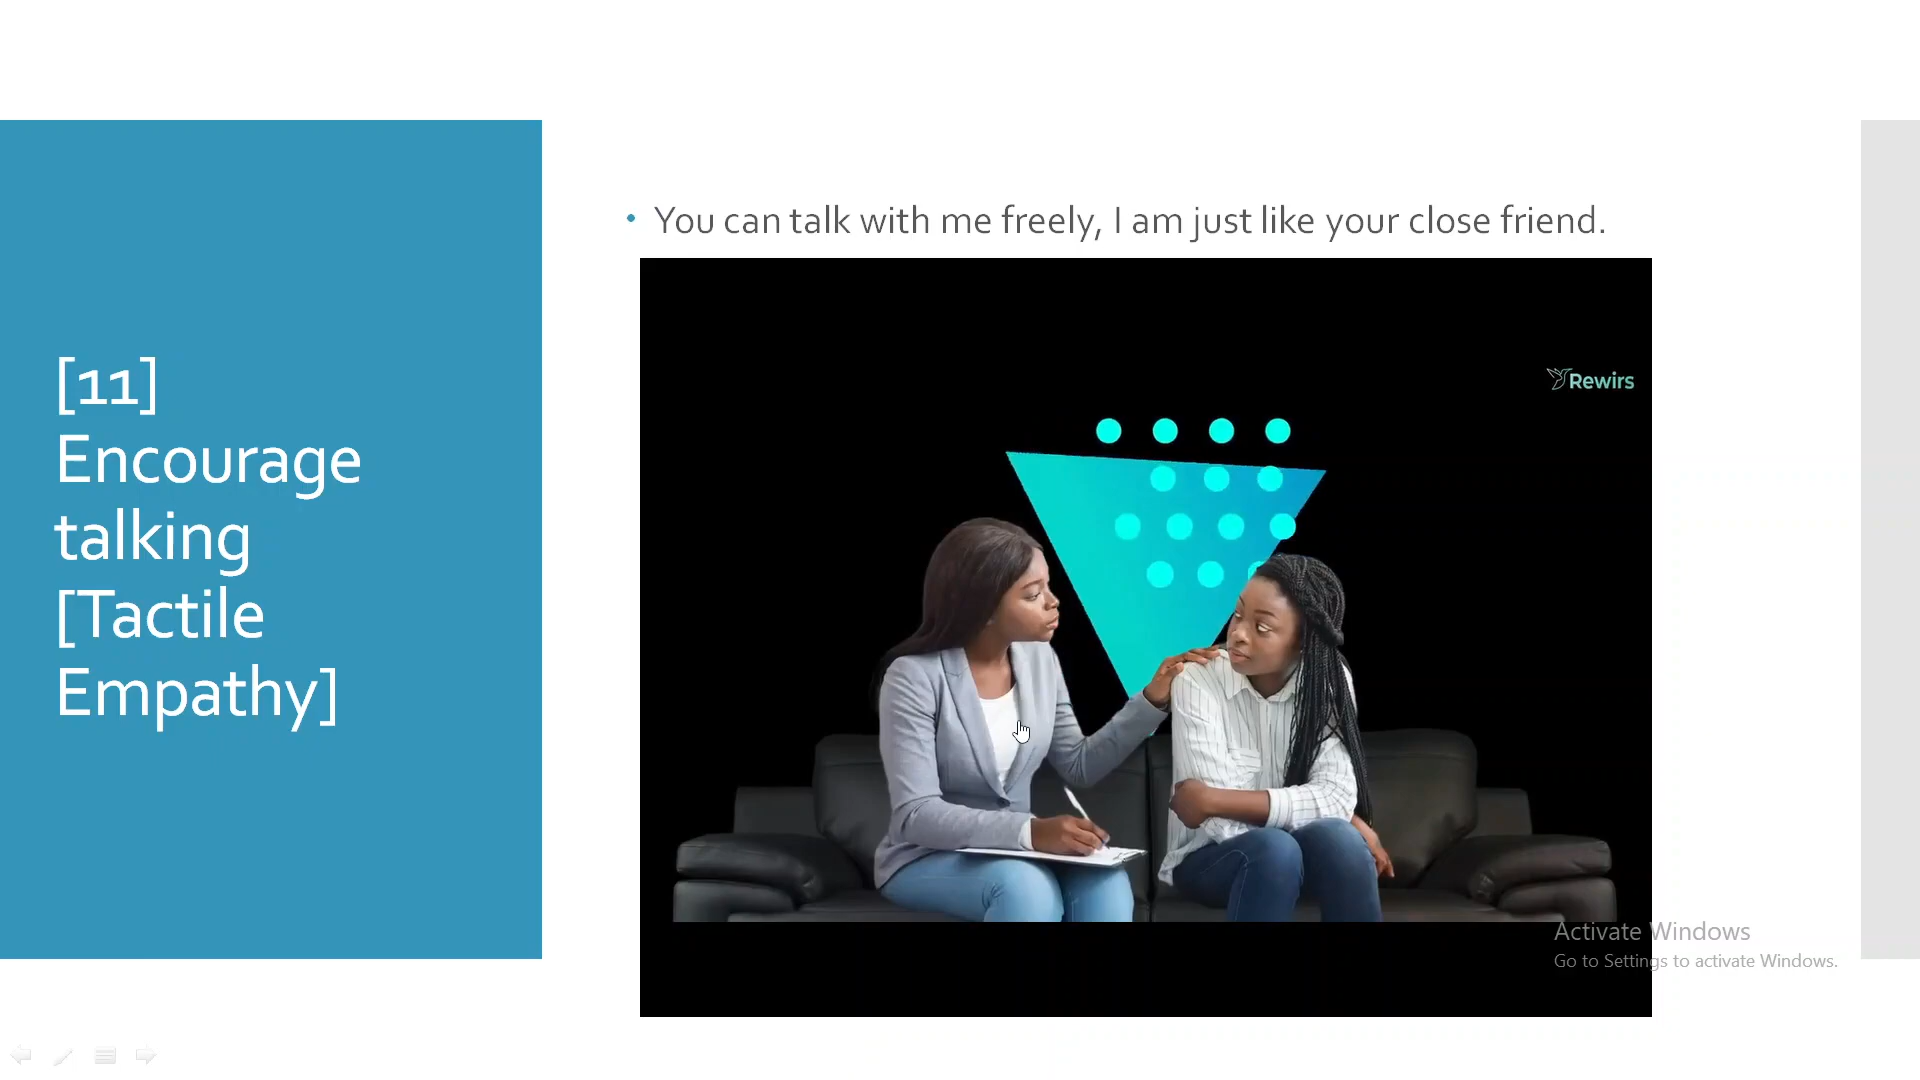 [11]
Encourage
talking
[Tactile
Empathy]
• You can talk with me freely, I am just like your close friend.
Rewirs
Activate Windows
Go to Settings to activate Windows.